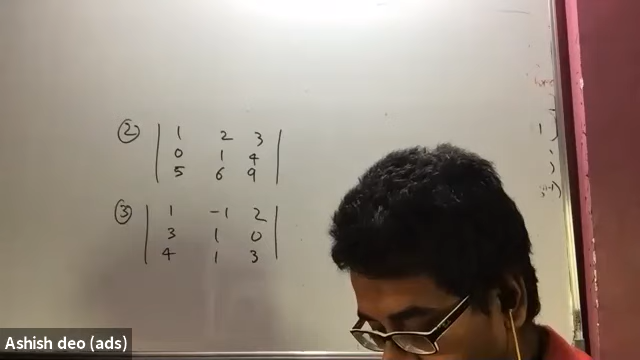 ② | 1 2 3 |
| 0 1 4 |
| 5 6 9 |
③ | 1 -1 2 |
| 3 1 0 |
| 4 1 3 |
Ashish deo (ads)